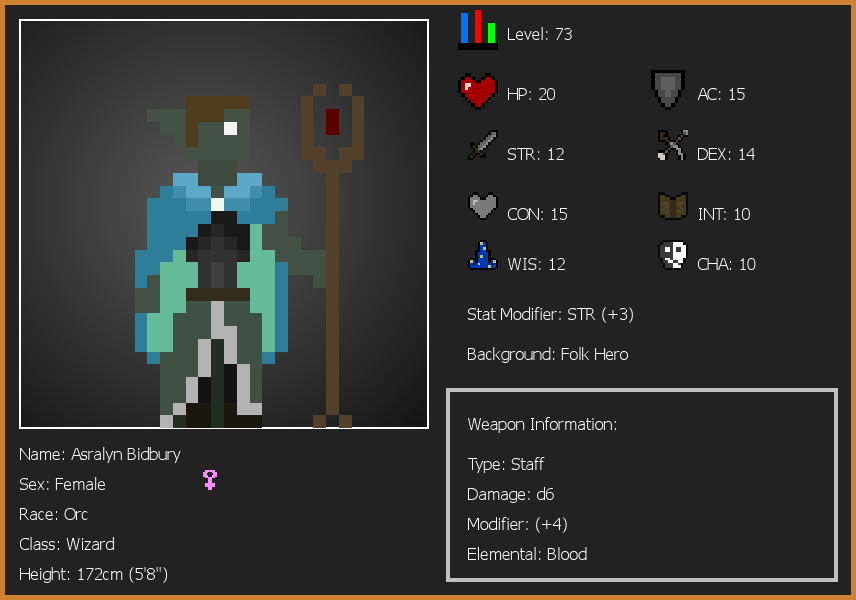 Level: 73
HP: 20
AC: 15
STR: 12
DEX: 14
CON: 15
INT: 10
WIS: 12
CHA: 10
Stat Modifier: STR (+3)
Background: Folk Hero
Weapon Information:
Type: Staff
Damage: d6
Modifier: (+4)
Elemental: Blood
Name: Asralyn Bidbury
Sex: Female
Race: Orc
Class: Wizard
Height: 172cm (5'8")